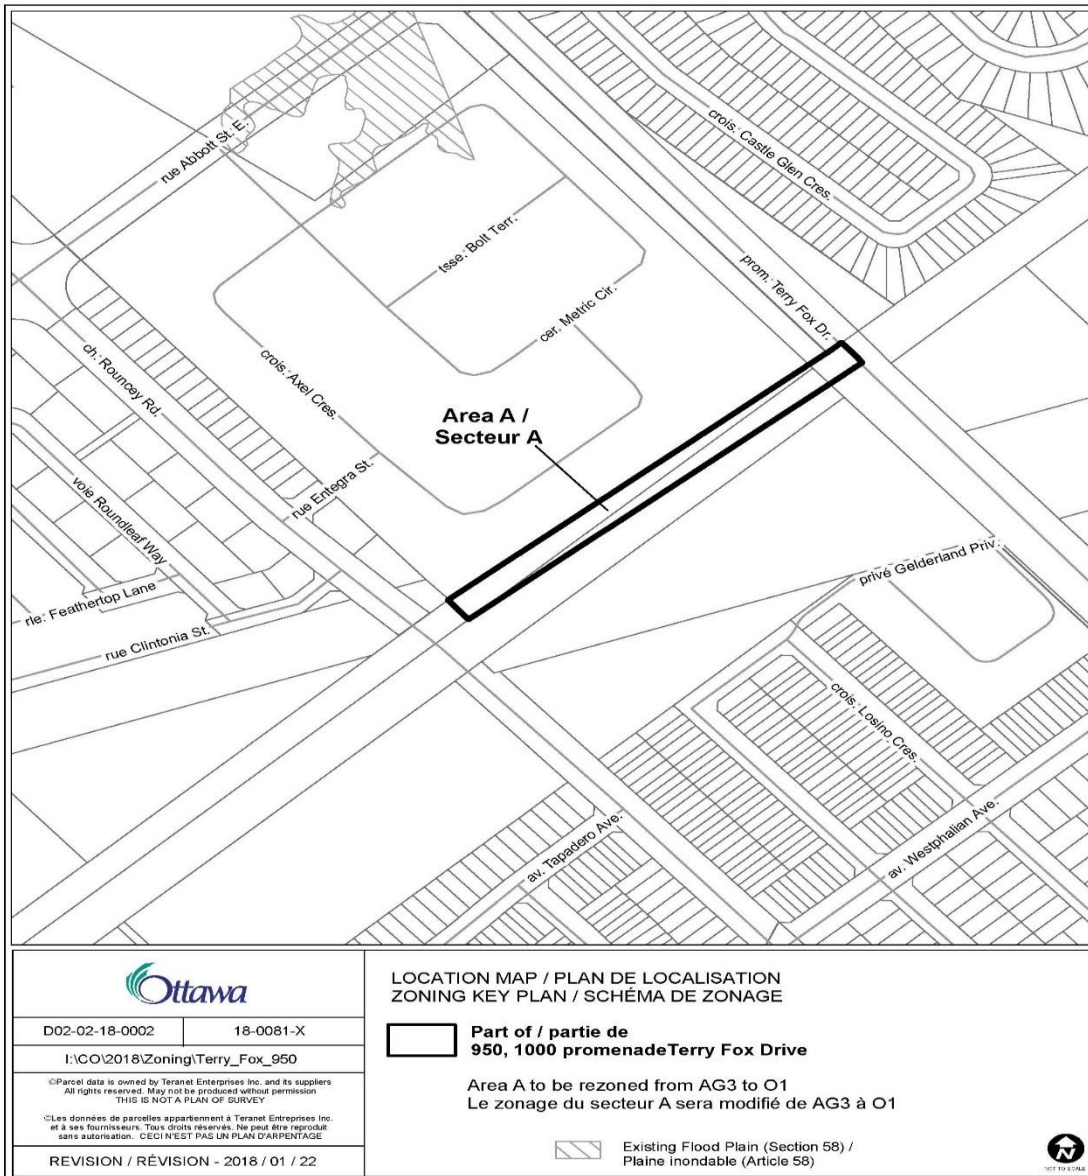 rue Abbott St. E.
crois. Castle Glen Cres.
tsse. Bolt Terr.
prom. Terry Fox Dr.
cer. Metric Cir.
ch. Rouncey Rd.
crois. Axel Cres.
Area A /
Secteur A
rue Entegra St.
voie Roundleaf Way
privé Gelderland Priv.
rle. Feathertop Lane
rue Clintonia St.
crois. Losino Cres.
av. Tapadero Ave.
av. Westphalian Ave.
Ottawa
D02-02-18-0002
18-0081-X
I:\CO\2018\Zoning\Terry_Fox_950
©Parcel data is owned by Teranet Enterprises Inc. and its suppliers
All rights reserved. May not be produced without permission
THIS IS NOT A PLAN OF SURVEY
©Les données de parcelles appartiennent à Teranet Entreprises Inc.
et à ses fournisseurs. Tous droits réservés. Ne peut être reproduit
sans autorisation. CECI N'EST PAS UN PLAN D'ARPENTAGE
REVISION / RÉVISION - 2018 / 01 / 22
LOCATION MAP / PLAN DE LOCALISATION
ZONING KEY PLAN / SCHÉMA DE ZONAGE
Part of / partie de
950, 1000 promenadeTerry Fox Drive
Area A to be rezoned from AG3 to O1
Le zonage du secteur A sera modifié de AG3 à O1
Existing Flood Plain (Section 58) /
Plaine inondable (Article 58)
N
NOT TO SCALE